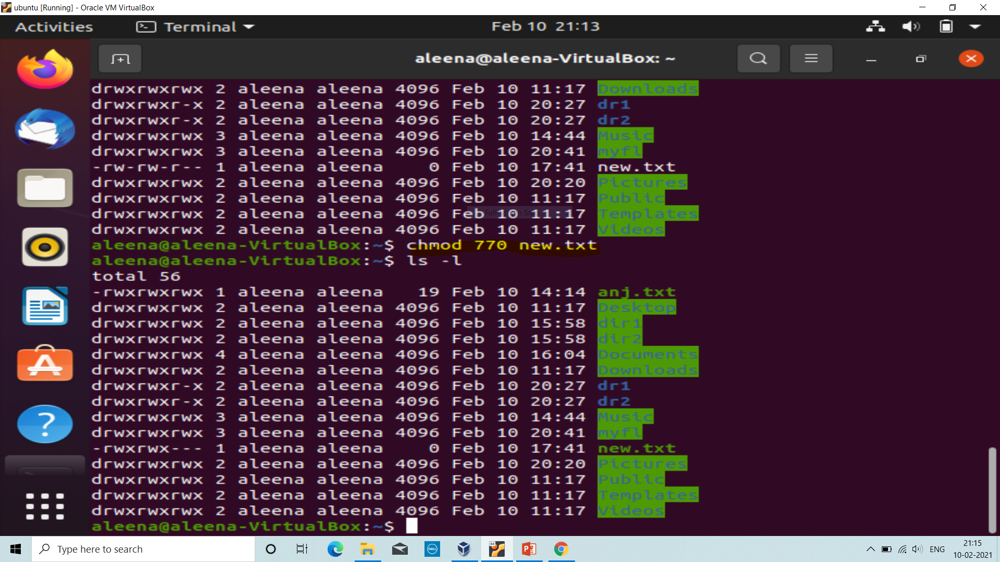 ubuntu [Running] - Oracle VM VirtualBox
Activities Terminal Feb 10 21:13
aleena@aleena-VirtualBox: ~
drwxrwxrwx 2 aleena aleena 4096 Feb 10 11:17 Downloads
drwxrwxr-x 2 aleena aleena 4096 Feb 10 20:27 dr1
drwxrwxr-x 2 aleena aleena 4096 Feb 10 20:27 dr2
drwxrwxrwx 3 aleena aleena 4096 Feb 10 14:44 Music
drwxrwxrwx 3 aleena aleena 4096 Feb 10 20:41 myfl
-rw-rw-r-- 1 aleena aleena 0 Feb 10 17:41 new.txt
drwxrwxrwx 2 aleena aleena 4096 Feb 10 20:20 Pictures
drwxrwxrwx 2 aleena aleena 4096 Feb 10 11:17 Public
drwxrwxrwx 2 aleena aleena 4096 Feb 10 11:17 Templates
drwxrwxrwx 2 aleena aleena 4096 Feb 10 11:17 Videos
aleena@aleena-VirtualBox:~$ chmod 770 new.txt
aleena@aleena-VirtualBox:~$ ls -l
total 56
-rwxrwxrwx 1 aleena aleena 19 Feb 10 14:14 anj.txt
drwxrwxrwx 2 aleena aleena 4096 Feb 10 11:17 Desktop
drwxrwxrwx 2 aleena aleena 4096 Feb 10 15:58 dir1
drwxrwxrwx 2 aleena aleena 4096 Feb 10 15:58 dir2
drwxrwxrwx 4 aleena aleena 4096 Feb 10 16:04 Documents
drwxrwxrwx 2 aleena aleena 4096 Feb 10 11:17 Downloads
drwxrwxr-x 2 aleena aleena 4096 Feb 10 20:27 dr1
drwxrwxr-x 2 aleena aleena 4096 Feb 10 20:27 dr2
drwxrwxrwx 3 aleena aleena 4096 Feb 10 14:44 Music
drwxrwxrwx 3 aleena aleena 4096 Feb 10 20:41 myfl
-rwxrwx--- 1 aleena aleena 0 Feb 10 17:41 new.txt
drwxrwxrwx 2 aleena aleena 4096 Feb 10 20:20 Pictures
drwxrwxrwx 2 aleena aleena 4096 Feb 10 11:17 Public
drwxrwxrwx 2 aleena aleena 4096 Feb 10 11:17 Templates
drwxrwxrwx 2 aleena aleena 4096 Feb 10 11:17 Videos
aleena@aleena-VirtualBox:~$
Type here to search
DELL
64
ENG
21:15
10-02-2021